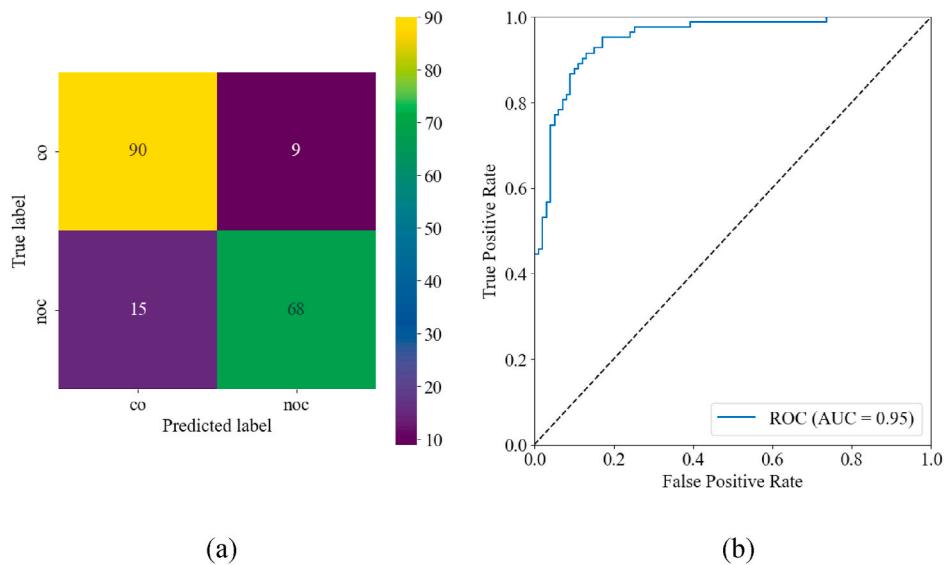 90
80
70
60
50
40
30
20
10
True label
co
noc
90
9
15
68
co
noc
Predicted label
(a)
1.0
0.8
0.6
0.4
0.2
0.0
True Positive Rate
ROC (AUC = 0.95)
0.0
0.2
0.4
0.6
0.8
1.0
False Positive Rate
(b)